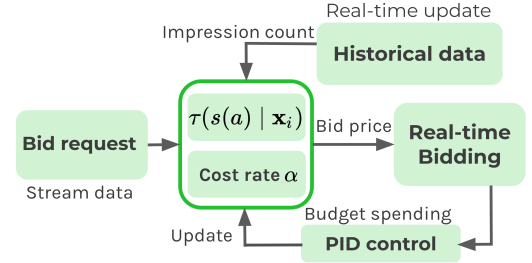 Real-time update
Impression count
Historical data
τ(s(a) | 𝐱ᵢ)
Bid request
Bid price
Real-time
Bidding
Cost rate α
Stream data
Budget spending
Update
PID control